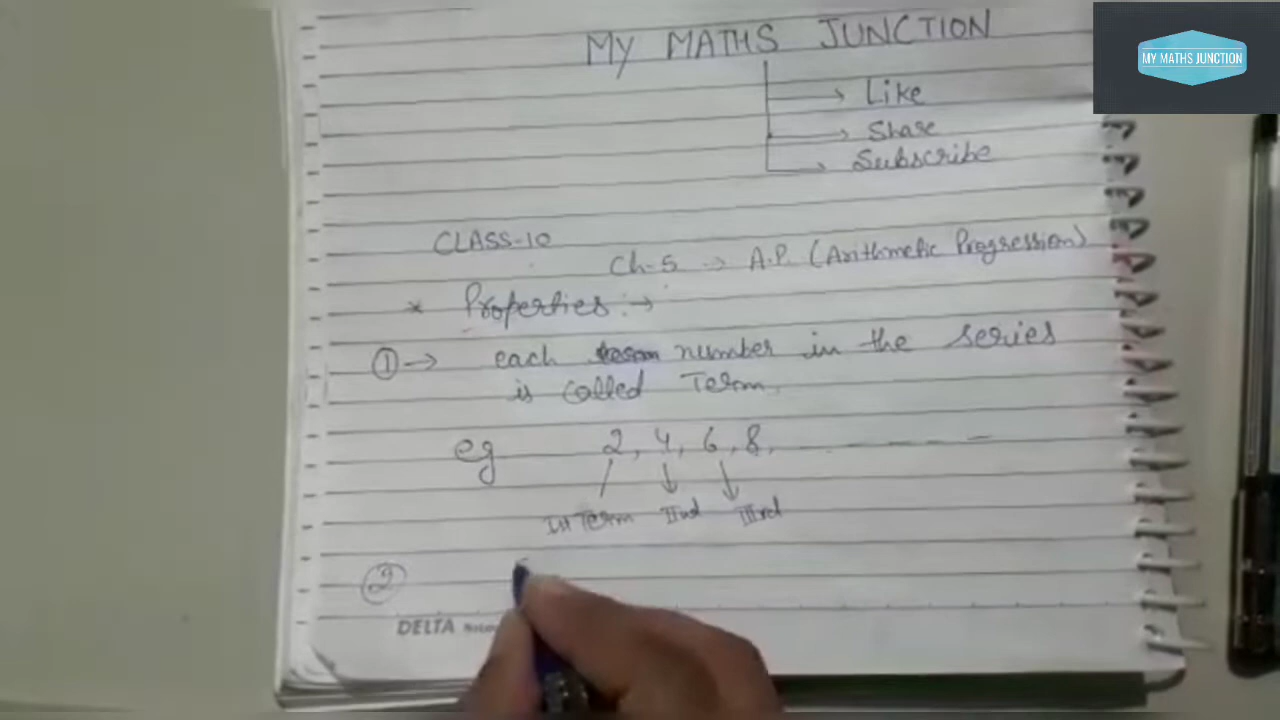 MY MATHS JUNCTION
MY MATHS JUNCTION
→ Like
→ Share
→ Subscribe
CLASS-10
Ch-5 → A.P. (Arithmetic Progression)
* Properties :→
① → each number in the series
is called Term.
eg 2, 4, 6, 8, ‒ ‒ ‒ ‒ ‒
Ist Term IInd IIIrd
②
DELTA